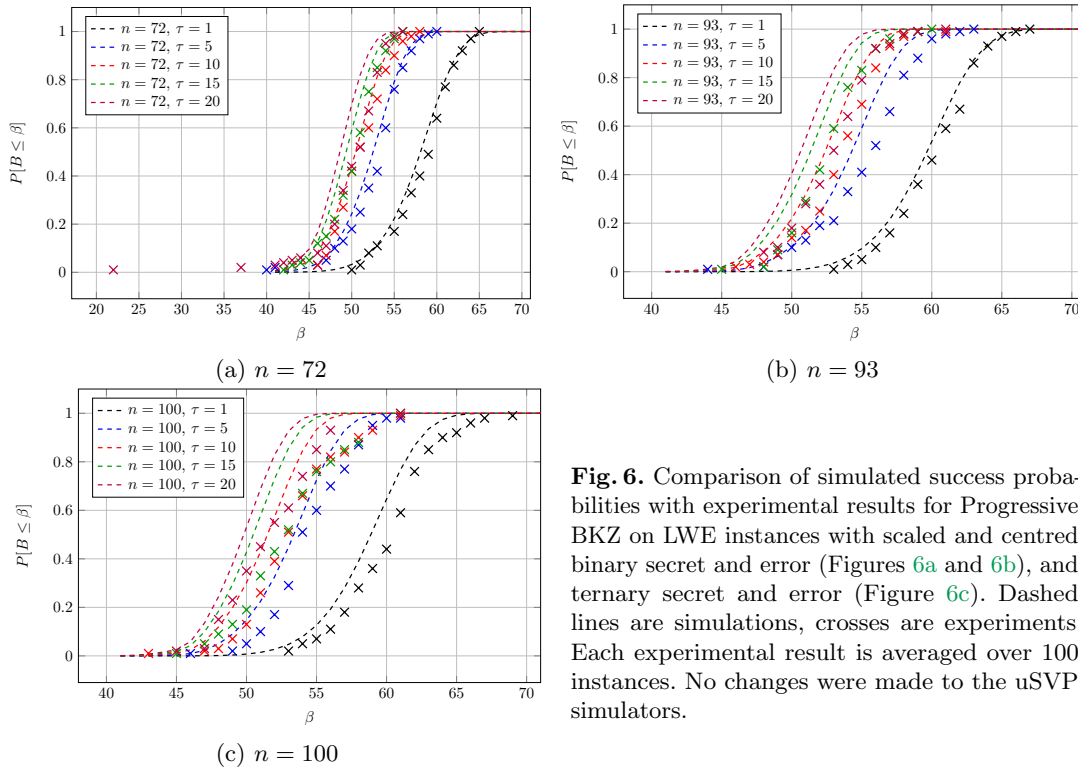 n = 72, τ = 1
n = 72, τ = 5
n = 72, τ = 10
n = 72, τ = 15
n = 72, τ = 20
P[B ≤ β]
1
0.8
0.6
0.4
0.2
0
20 25 30 35 40 45 50 55 60 65 70
β
(a) n = 72
n = 93, τ = 1
n = 93, τ = 5
n = 93, τ = 10
n = 93, τ = 15
n = 93, τ = 20
P[B ≤ β]
1
0.8
0.6
0.4
0.2
0
40 45 50 55 60 65 70
β
(b) n = 93
n = 100, τ = 1
n = 100, τ = 5
n = 100, τ = 10
n = 100, τ = 15
n = 100, τ = 20
P[B ≤ β]
1
0.8
0.6
0.4
0.2
0
40 45 50 55 60 65 70
β
(c) n = 100
Fig. 6. Comparison of simulated success proba-
bilities with experimental results for Progressive
BKZ on LWE instances with scaled and centred
binary secret and error (Figures 6a and 6b), and
ternary secret and error (Figure 6c). Dashed
lines are simulations, crosses are experiments
Each experimental result is averaged over 100
instances. No changes were made to the uSVP
simulators.